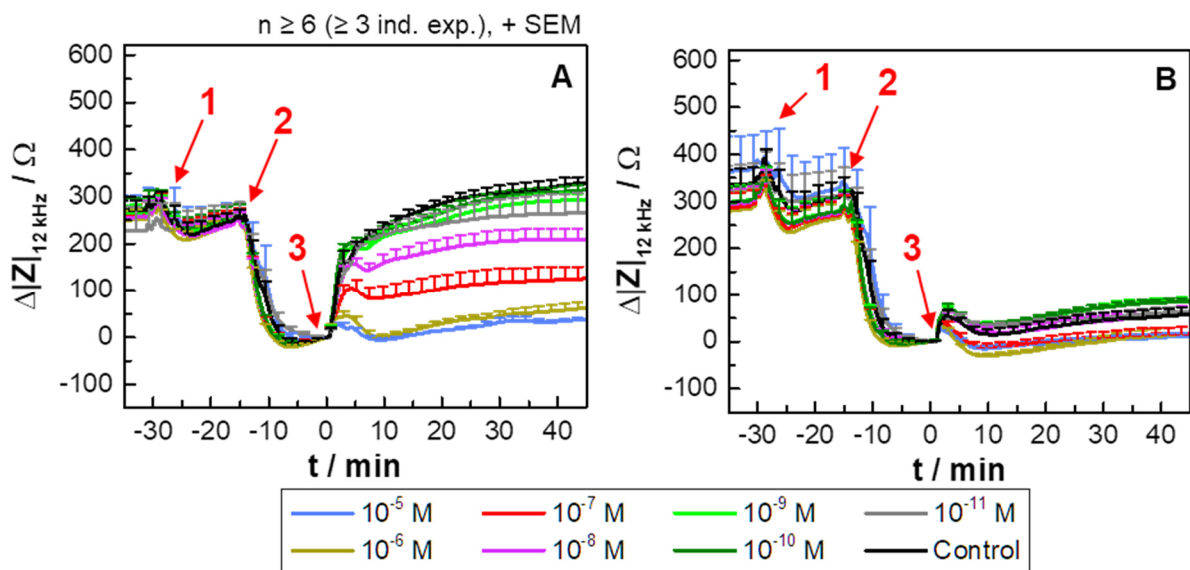 n ≥ 6 (≥ 3 ind. exp.), + SEM
A
Δ|Z|12 kHz / Ω
600
500
400
300
200
100
0
-100
1
2
3
-30 -20 -10 0 10 20 30 40
t / min
B
Δ|Z|12 kHz / Ω
600
500
400
300
200
100
0
-100
1
2
3
-30 -20 -10 0 10 20 30 40
t / min
10⁻⁵ M 10⁻⁷ M 10⁻⁹ M 10⁻¹¹ M
10⁻⁶ M 10⁻⁸ M 10⁻¹⁰ M Control